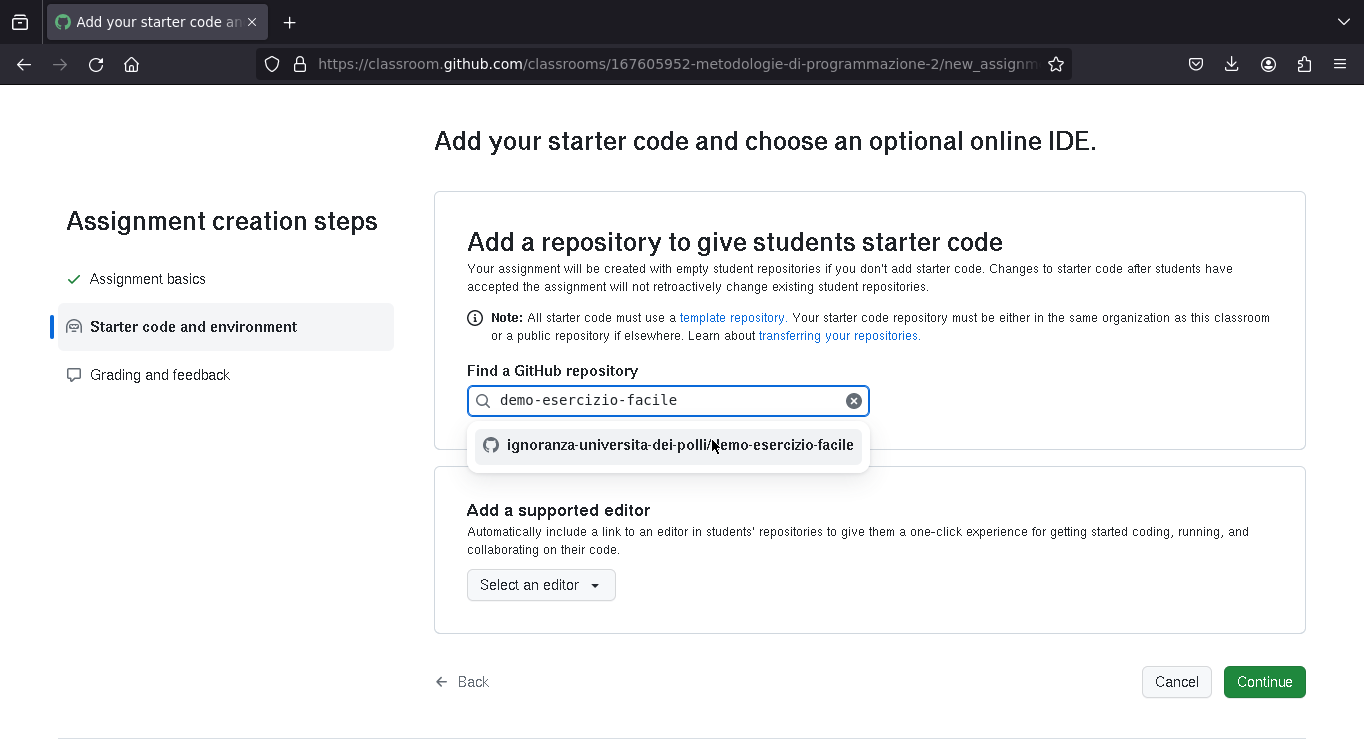 Add your starter code an
https://classroom.github.com/classrooms/167605952-metodologie-di-programmazione-2/new_assignm
Add your starter code and choose an optional online IDE.
Assignment creation steps
Assignment basics
Starter code and environment
Grading and feedback
Add a repository to give students starter code
Your assignment will be created with empty student repositories if you don't add starter code. Changes to starter code after students have
accepted the assignment will not retroactively change existing student repositories.
Note: All starter code must use a template repository. Your starter code repository must be either in the same organization as this classroom
or a public repository if elsewhere. Learn about transferring your repositories.
Find a GitHub repository
demo-esercizio-facile
ignoranza-universita-dei-polli/demo-esercizio-facile
Add a supported editor
Automatically include a link to an editor in students' repositories to give them a one-click experience for getting started coding, running, and
collaborating on their code.
Select an editor
Back
Cancel
Continue